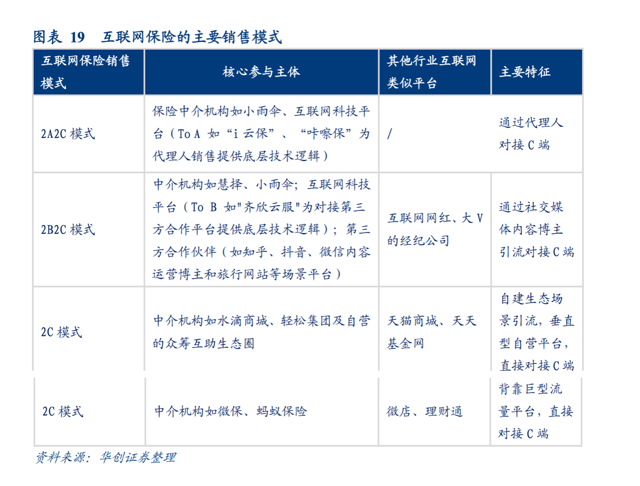 图表 19 互联网保险的主要销售模式
互联网保险销售
模式
核心参与主体
其他行业互联网
类似平台
主要特征
2A2C 模式
保险中介机构如小雨伞、互联网科技平
台（To A 如“i 云保”、“咔嚓保”为
代理人销售提供底层技术逻辑）
/
通过代理人
对接 C 端
2B2C 模式
中介机构如慧择、小雨伞；互联网科技
平台（To B 如"齐欣云服"为对接第三
方合作平台提供底层技术逻辑）；第三
方合作伙伴（如知乎、抖音、微信内容
运营博主和旅行网站等场景平台）
互联网网红、大 V
的经纪公司
通过社交媒
体内容博主
引流对接 C 端
2C 模式
中介机构如水滴商城、轻松集团及自营
的众筹互助生态圈
天猫商城、天天
基金网
自建生态场
景引流，垂直
型自营平台，
直接对接 C 端
2C 模式
中介机构如微保、蚂蚁保险
微店、理财通
背靠巨型流
量平台，直接
对接 C 端
资料来源：华创证券整理